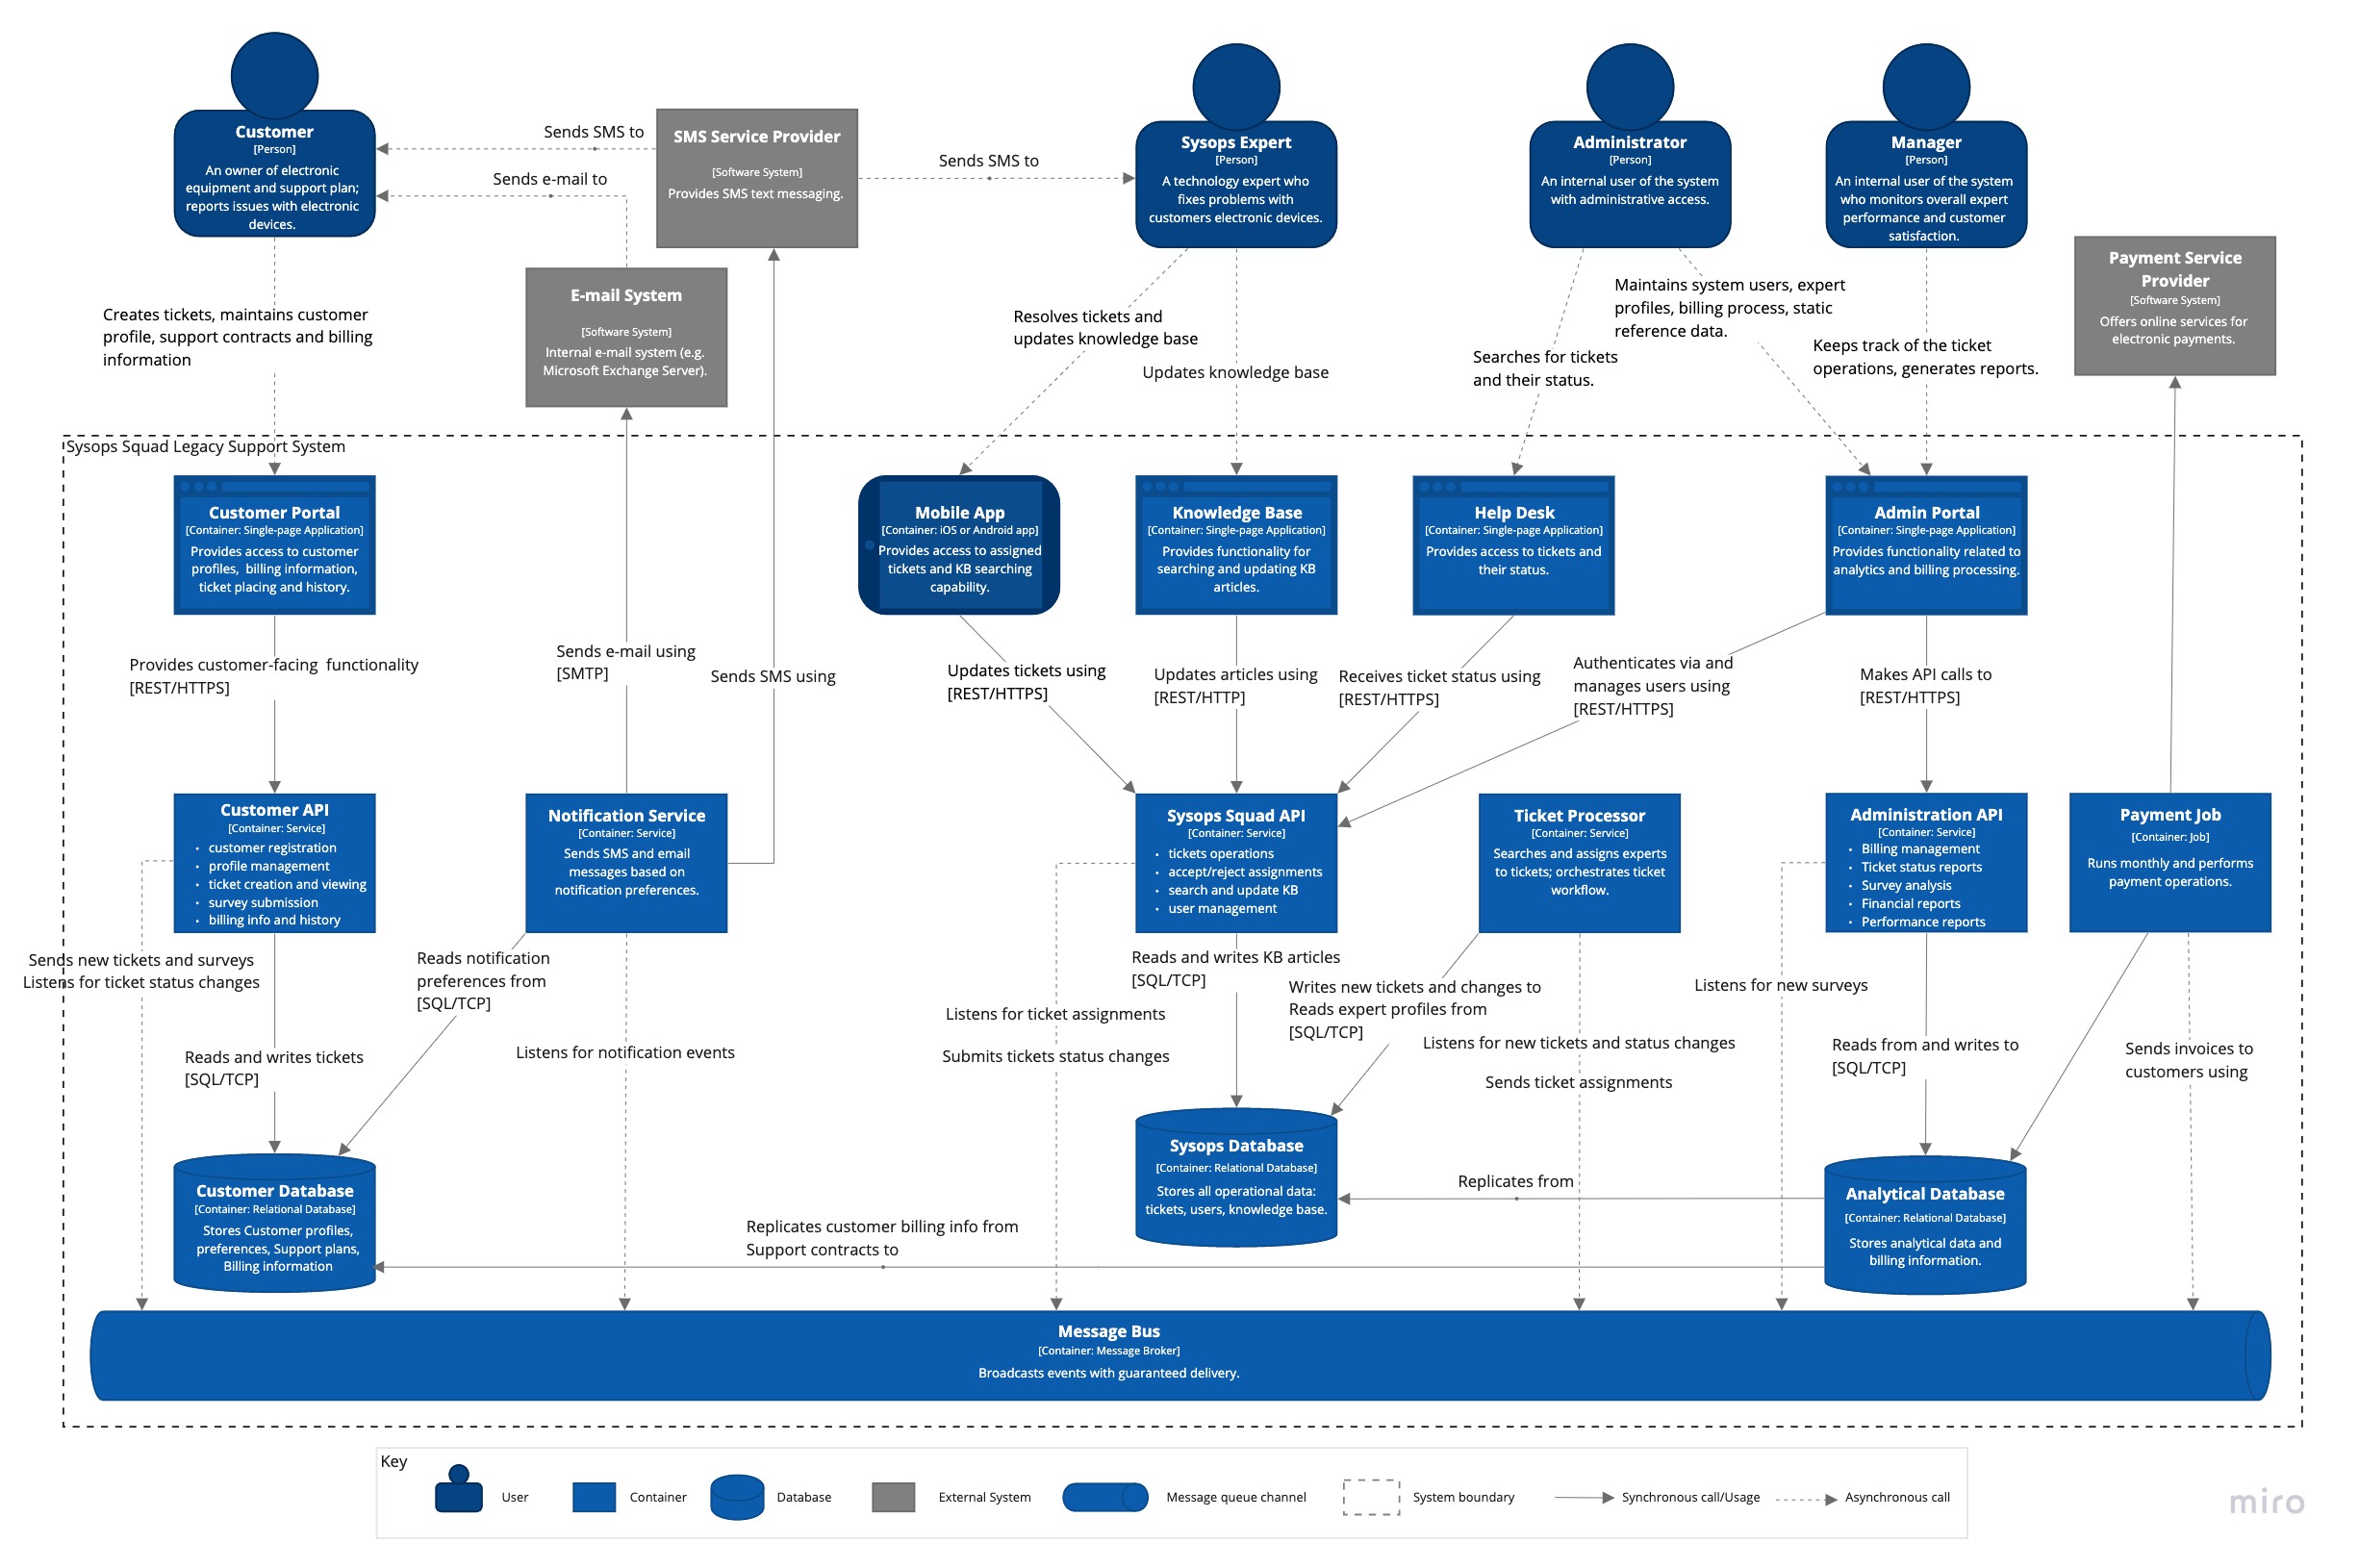 Customer
[Person]
An owner of electronic
equipment and support plan;
reports issues with electronic
devices.
Sends SMS to
Sends e-mail to
SMS Service Provider
[Software System]
Provides SMS text messaging.
Sends SMS to
Sysops Expert
[Person]
A technology expert who
fixes problems with
customers electronic devices.
Administrator
[Person]
An internal user of the system
with administrative access.
Manager
[Person]
An internal user of the system
who monitors overall expert
performance and customer
satisfaction.
Payment Service
Provider
[Software System]
Offers online services for
electronic payments.
E-mail System
[Software System]
Internal e-mail system (e.g.
Microsoft Exchange Server).
Creates tickets, maintains customer
profile, support contracts and billing
information
Resolves tickets and
updates knowledge base
Updates knowledge base
Searches for tickets
and their status.
Maintains system users, expert
profiles, billing process, static
reference data.
Keeps track of the ticket
operations, generates reports.
Sysops Squad Legacy Support System
Customer Portal
[Container: Single-page Application]
Provides access to customer
profiles, billing information,
ticket placing and history.
Mobile App
[Container: iOS or Android app]
Provides access to assigned
tickets and KB searching
capability.
Knowledge Base
[Container: Single-page Application]
Provides functionality for
searching and updating KB
articles.
Help Desk
[Container: Single-page Application]
Provides access to tickets and
their status.
Admin Portal
[Container: Single-page Application]
Provides functionality related to
analytics and billing processing.
Provides customer-facing functionality
[REST/HTTPS]
Sends e-mail using
[SMTP]
Sends SMS using
Updates tickets using
[REST/HTTPS]
Updates articles using
[REST/HTTP]
Receives ticket status using
[REST/HTTPS]
Authenticates via and
manages users using
[REST/HTTPS]
Makes API calls to
[REST/HTTPS]
Customer API
[Container: Service]
• customer registration
• profile management
• ticket creation and viewing
• survey submission
• billing info and history
Notification Service
[Container: Service]
Sends SMS and email
messages based on
notification preferences.
Sysops Squad API
[Container: Service]
• tickets operations
• accept/reject assignments
• search and update KB
• user management
Ticket Processor
[Container: Service]
Searches and assigns experts
to tickets; orchestrates ticket
workflow.
Administration API
[Container: Service]
• Billing management
• Ticket status reports
• Survey analysis
• Financial reports
• Performance reports
Payment Job
[Container: Job]
Runs monthly and performs
payment operations.
Sends new tickets and surveys
Listens for ticket status changes
Reads and writes tickets
[SQL/TCP]
Reads notification
preferences from
[SQL/TCP]
Listens for notification events
Listens for ticket assignments
Submits tickets status changes
Reads and writes KB articles
[SQL/TCP]
Writes new tickets and changes to
Reads expert profiles from
[SQL/TCP]
Listens for new tickets and status changes
Sends ticket assignments
Listens for new surveys
Reads from and writes to
[SQL/TCP]
Sends invoices to
customers using
Customer Database
[Container: Relational Database]
Stores Customer profiles,
preferences, Support plans,
Billing information
Sysops Database
[Container: Relational Database]
Stores all operational data:
tickets, users, knowledge base.
Replicates from
Analytical Database
[Container: Relational Database]
Stores analytical data and
billing information.
Replicates customer billing info from
Support contracts to
Message Bus
[Container: Message Broker]
Broadcasts events with guaranteed delivery.
Key
User
Container
Database
External System
Message queue channel
System boundary
Synchronous call/Usage
Asynchronous call
miro